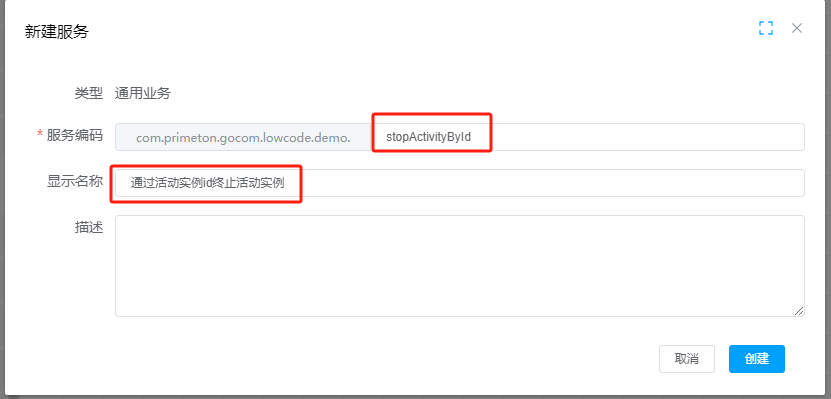 新建服务
类型 通用业务
* 服务编码 com.primeton.gocom.lowcode.demo. stopActivityById
显示名称 通过活动实例id终止活动实例
描述
取消 创建